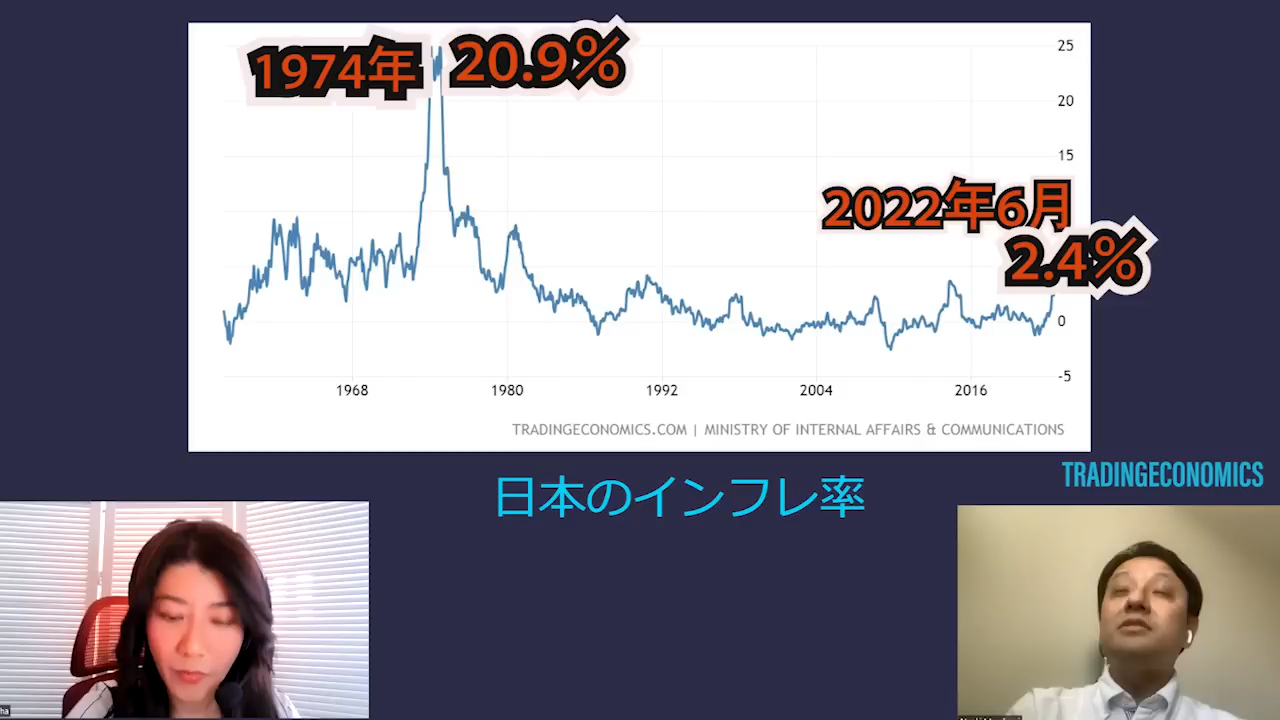 1974年 20.9%
25
20
15
2022年6月
2.4%
0
-5
1968 1980 1992 2004 2016
TRADINGECONOMICS.COM | MINISTRY OF INTERNAL AFFAIRS & COMMUNICATIONS
TRADINGECONOMICS
日本のインフレ率